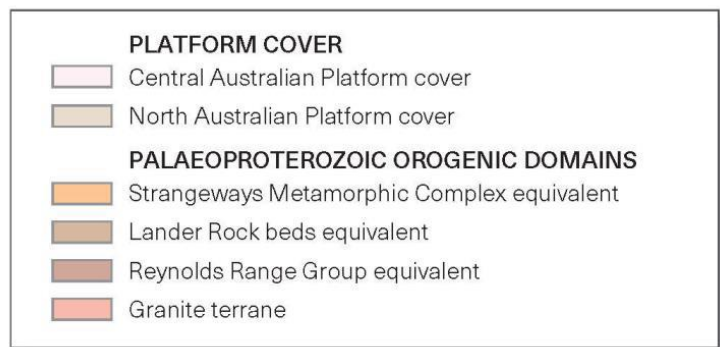 PLATFORM COVER
Central Australian Platform cover
North Australian Platform cover
PALAEOPROTEROZOIC OROGENIC DOMAINS
Strangeways Metamorphic Complex equivalent
Lander Rock beds equivalent
Reynolds Range Group equivalent
Granite terrane